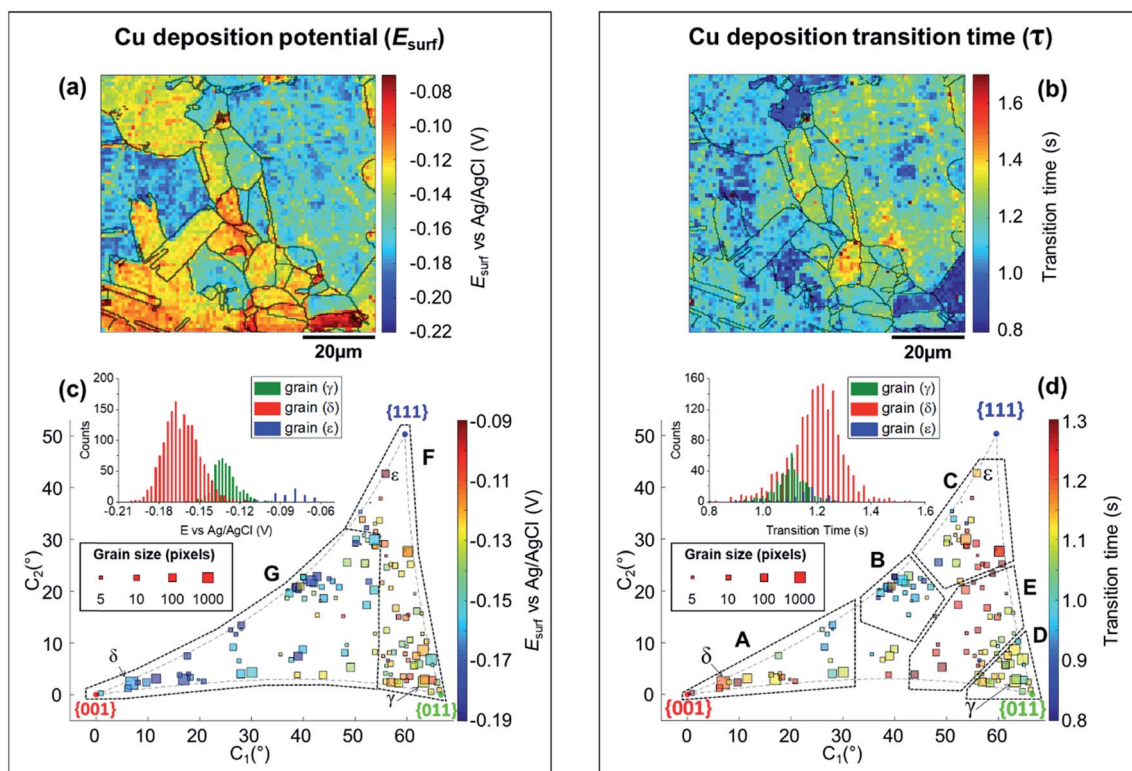 Cu deposition potential (E_surf)
(a)
-0.08
-0.10
-0.12
-0.14
-0.16
-0.18
-0.20
-0.22
E_surf vs Ag/AgCl (V)
20μm
(c)
200
150
100
50
0
Counts
-0.21 -0.18 -0.15 -0.12 -0.09 -0.06
E vs Ag/AgCl (V)
grain (γ)
grain (δ)
grain (ε)
{111}
F
ε
G
Grain size (pixels)
5 10 100 1000
δ
γ
{001}
{011}
50
40
30
20
10
0
C₂(°)
0 10 20 30 40 50 60
C₁(°)
-0.09
-0.11
-0.13
-0.15
-0.17
-0.19
E_surf vs Ag/AgCl (V)
Cu deposition transition time (τ)
(b)
1.6
1.4
1.2
1.0
0.8
Transition time (s)
20μm
(d)
160
120
80
40
0
Counts
0.8 1.0 1.2 1.4 1.6
Transition Time (s)
grain (γ)
grain (δ)
grain (ε)
{111}
C
ε
B
E
A
D
Grain size (pixels)
5 10 100 1000
δ
γ
{001}
{011}
50
40
30
20
10
0
C₂(°)
0 10 20 30 40 50 60
C₁(°)
1.3
1.2
1.1
1.0
0.9
0.8
Transition time (s)